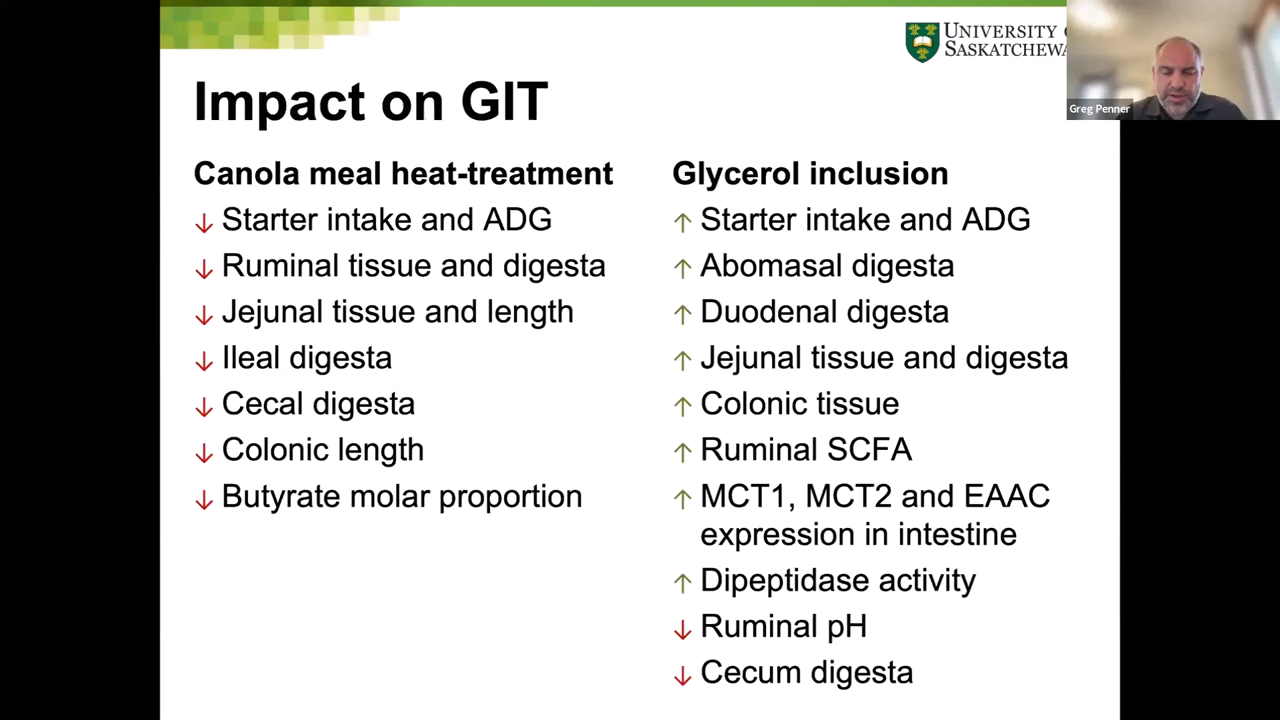 UNIVERSITY
SASKATCHEWA
Greg Penner
Impact on GIT
Canola meal heat-treatment
↓ Starter intake and ADG
↓ Ruminal tissue and digesta
↓ Jejunal tissue and length
↓ Ileal digesta
↓ Cecal digesta
↓ Colonic length
↓ Butyrate molar proportion
Glycerol inclusion
↑ Starter intake and ADG
↑ Abomasal digesta
↑ Duodenal digesta
↑ Jejunal tissue and digesta
↑ Colonic tissue
↑ Ruminal SCFA
↑ MCT1, MCT2 and EAAC
expression in intestine
↑ Dipeptidase activity
↓ Ruminal pH
↓ Cecum digesta